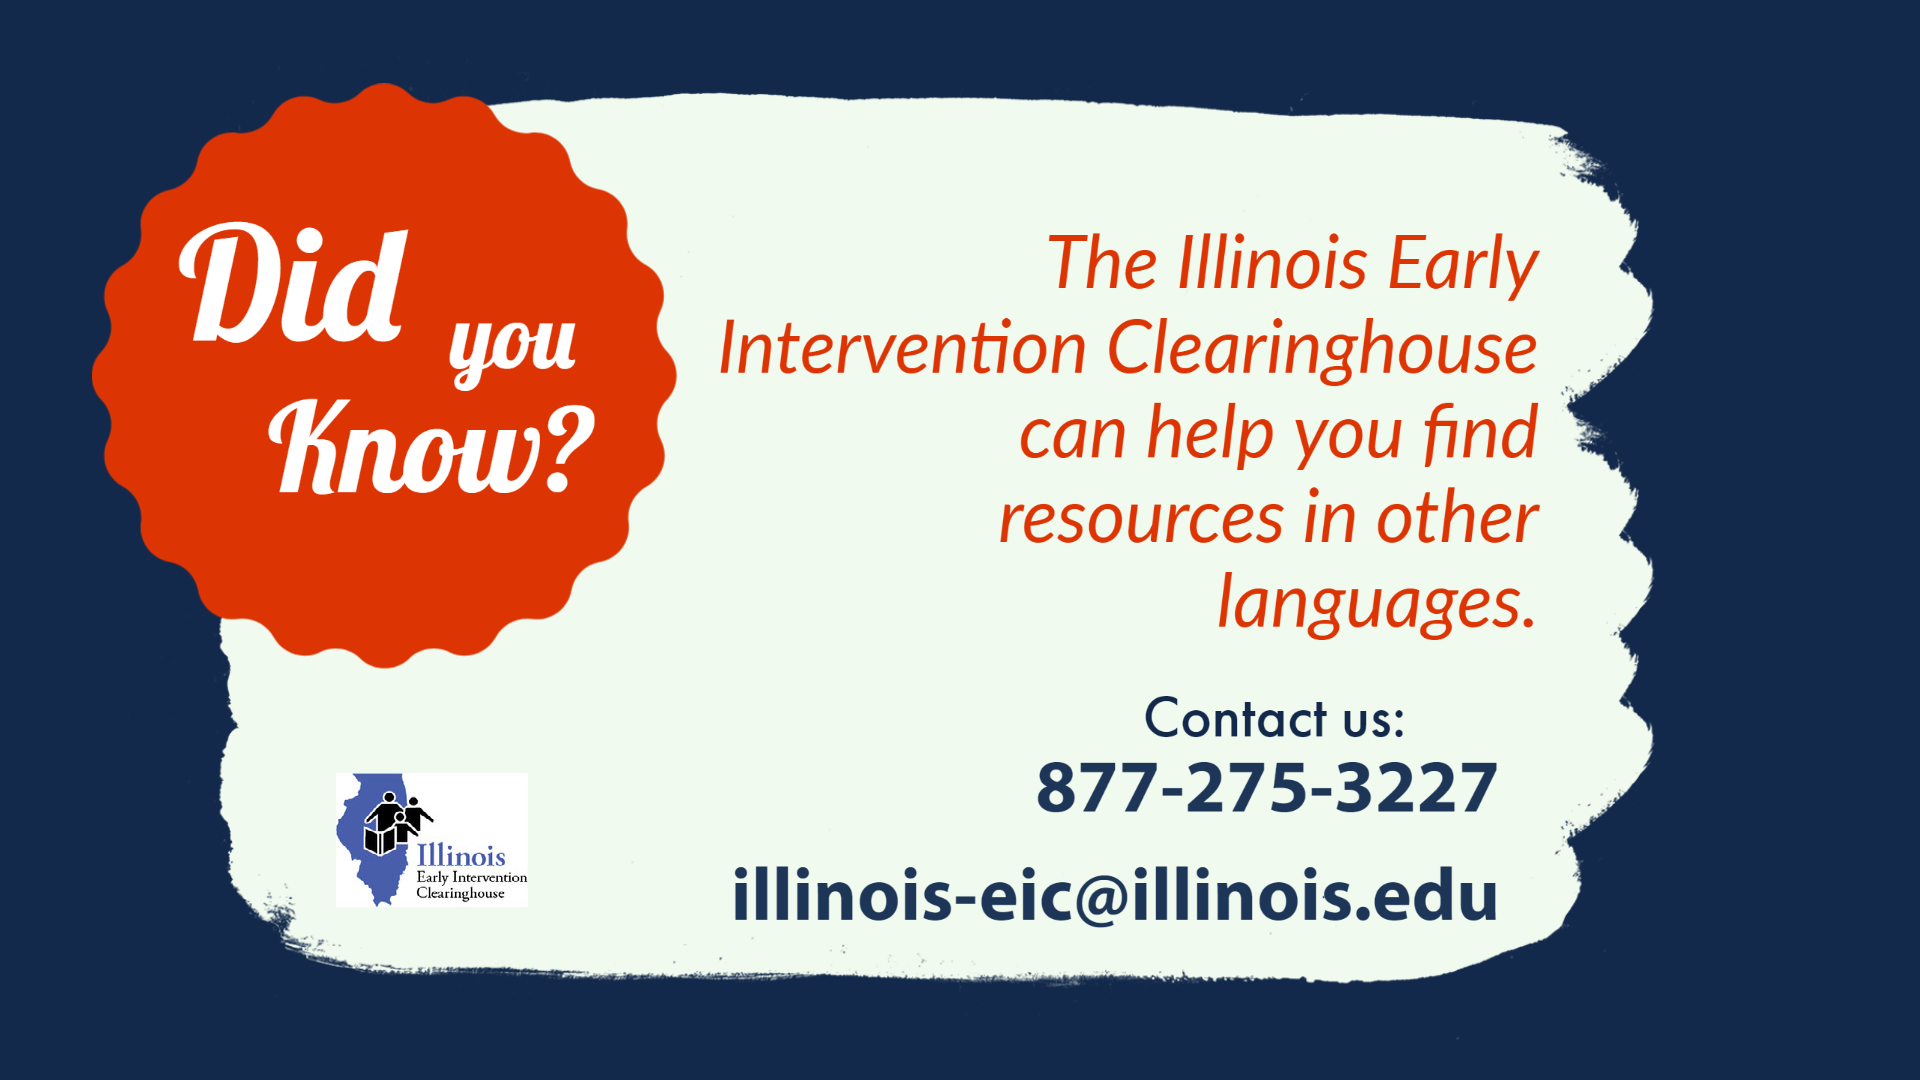 Did
you
Know?
The Illinois Early
Intervention Clearinghouse
can help you find
resources in other
languages.
Contact us:
877-275-3227
illinois-eic@illinois.edu
Illinois
Early Intervention
Clearinghouse